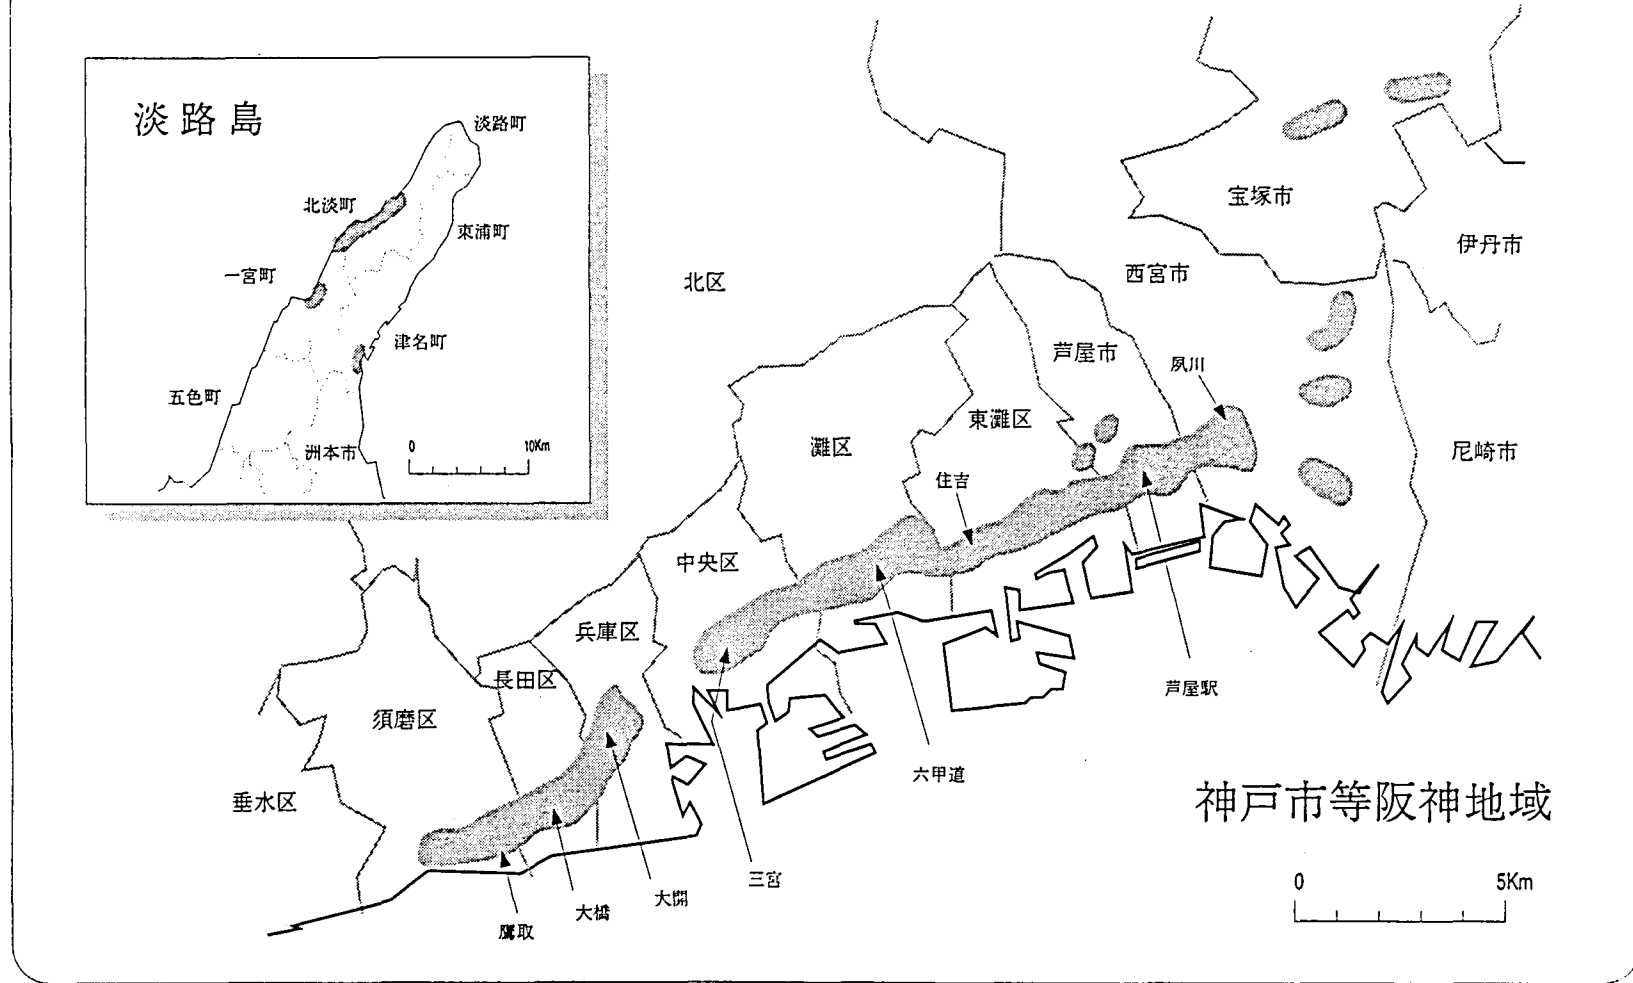 淡路島
淡路町
北淡町
東浦町
一宮町
津名町
五色町
洲本市
0 10Km
宝塚市
伊丹市
西宮市
北区
芦屋市
夙川
東灘区
灘区
尼崎市
住吉
中央区
兵庫区
長田区
芦屋駅
須磨区
六甲道
垂水区
神戸市等阪神地域
三宮
0 5Km
大開
大橋
鷹取